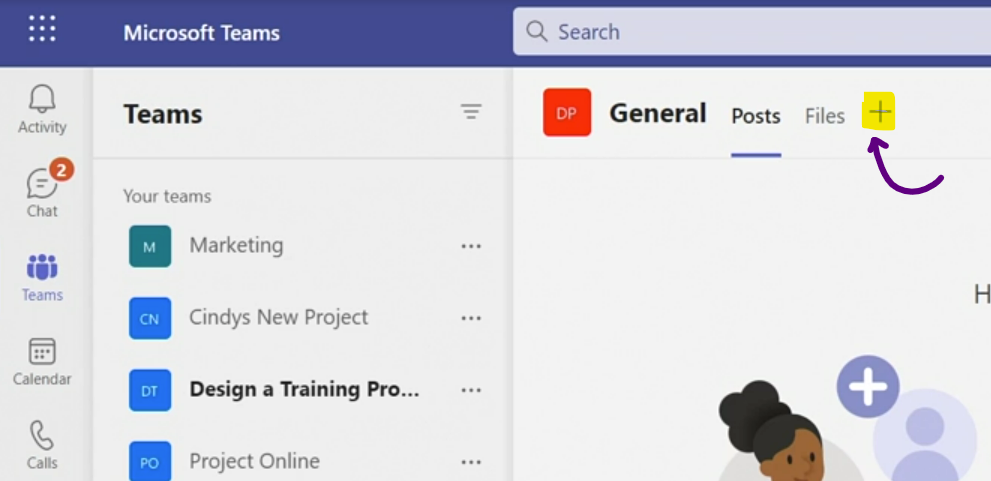 Microsoft Teams
Search
Activity
2
Chat
Teams
Calendar
Calls
Teams
Your teams
M Marketing ...
CN Cindys New Project ...
DT Design a Training Pro... ...
PO Project Online ...
DP General Posts Files +
H